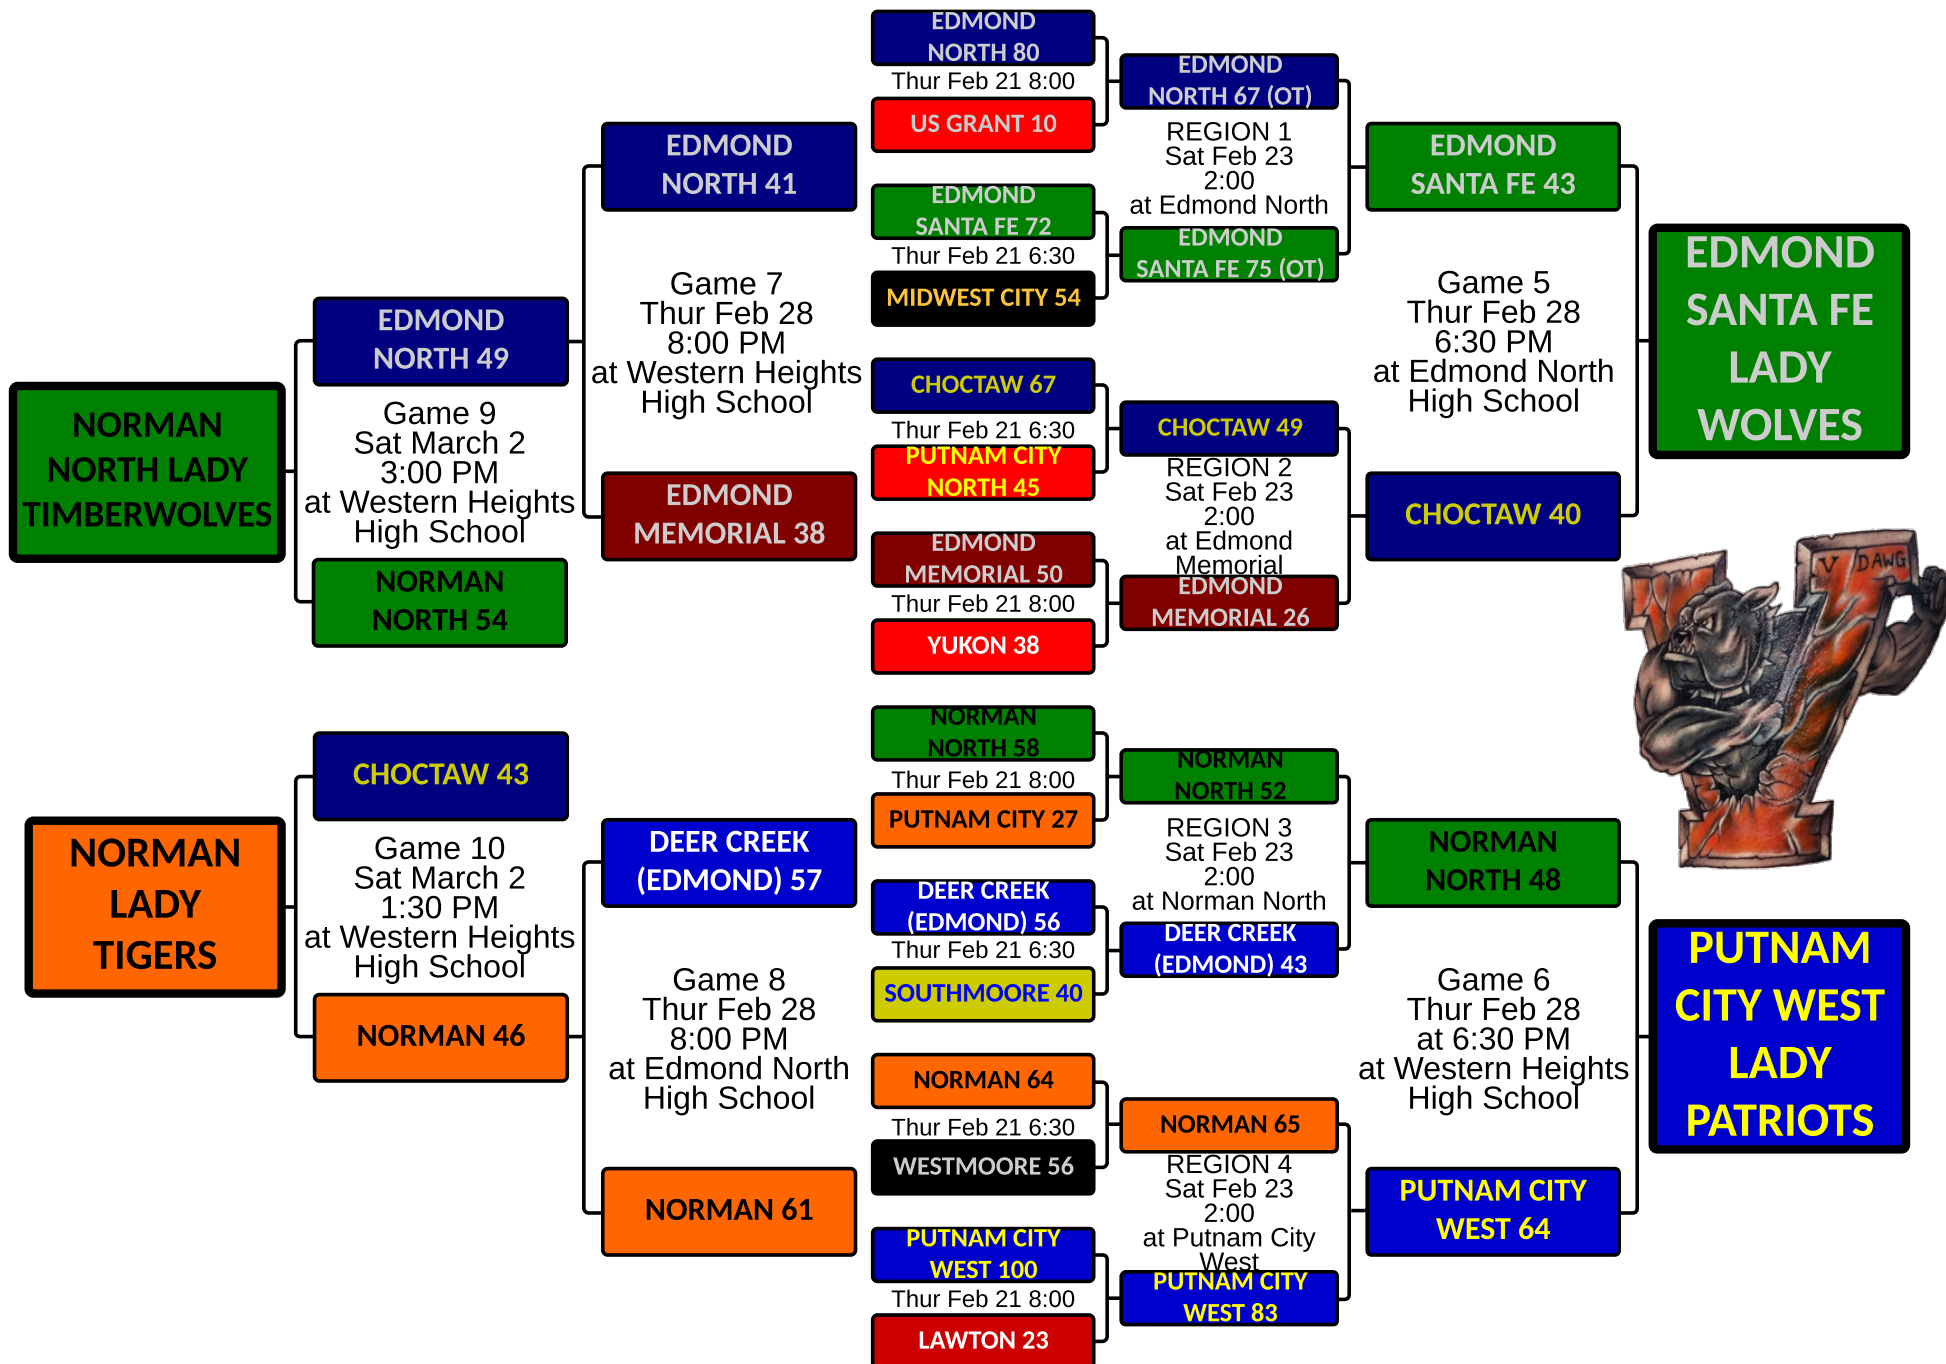 NORMAN
NORTH LADY
TIMBERWOLVES
EDMOND
NORTH 49
Game 9
Sat March 2
3:00 PM
at Western Heights
High School
NORMAN
NORTH 54
EDMOND
NORTH 41
Game 7
Thur Feb 28
8:00 PM
at Western Heights
High School
EDMOND
MEMORIAL 38
NORMAN
LADY
TIGERS
CHOCTAW 43
Game 10
Sat March 2
1:30 PM
at Western Heights
High School
NORMAN 46
DEER CREEK
(EDMOND) 57
Game 8
Thur Feb 28
8:00 PM
at Edmond North
High School
NORMAN 61
EDMOND
NORTH 80
Thur Feb 21 8:00
US GRANT 10
EDMOND
SANTA FE 72
Thur Feb 21 6:30
MIDWEST CITY 54
CHOCTAW 67
Thur Feb 21 6:30
PUTNAM CITY
NORTH 45
EDMOND
MEMORIAL 50
Thur Feb 21 8:00
YUKON 38
NORMAN
NORTH 58
Thur Feb 21 8:00
PUTNAM CITY 27
DEER CREEK
(EDMOND) 56
Thur Feb 21 6:30
SOUTHMOORE 40
NORMAN 64
Thur Feb 21 6:30
WESTMOORE 56
PUTNAM CITY
WEST 100
Thur Feb 21 8:00
LAWTON 23
EDMOND
NORTH 67 (OT)
REGION 1
Sat Feb 23
2:00
at Edmond North
EDMOND
SANTA FE 75 (OT)
CHOCTAW 49
REGION 2
Sat Feb 23
2:00
at Edmond
Memorial
EDMOND
MEMORIAL 26
NORMAN
NORTH 52
REGION 3
Sat Feb 23
2:00
at Norman North
DEER CREEK
(EDMOND) 43
NORMAN 65
REGION 4
Sat Feb 23
2:00
at Putnam City
West
PUTNAM CITY
WEST 83
EDMOND
SANTA FE 43
Game 5
Thur Feb 28
6:30 PM
at Edmond North
High School
CHOCTAW 40
NORMAN
NORTH 48
Game 6
Thur Feb 28
at 6:30 PM
at Western Heights
High School
PUTNAM CITY
WEST 64
EDMOND
SANTA FE
LADY
WOLVES
V DAWG
PUTNAM
CITY WEST
LADY
PATRIOTS